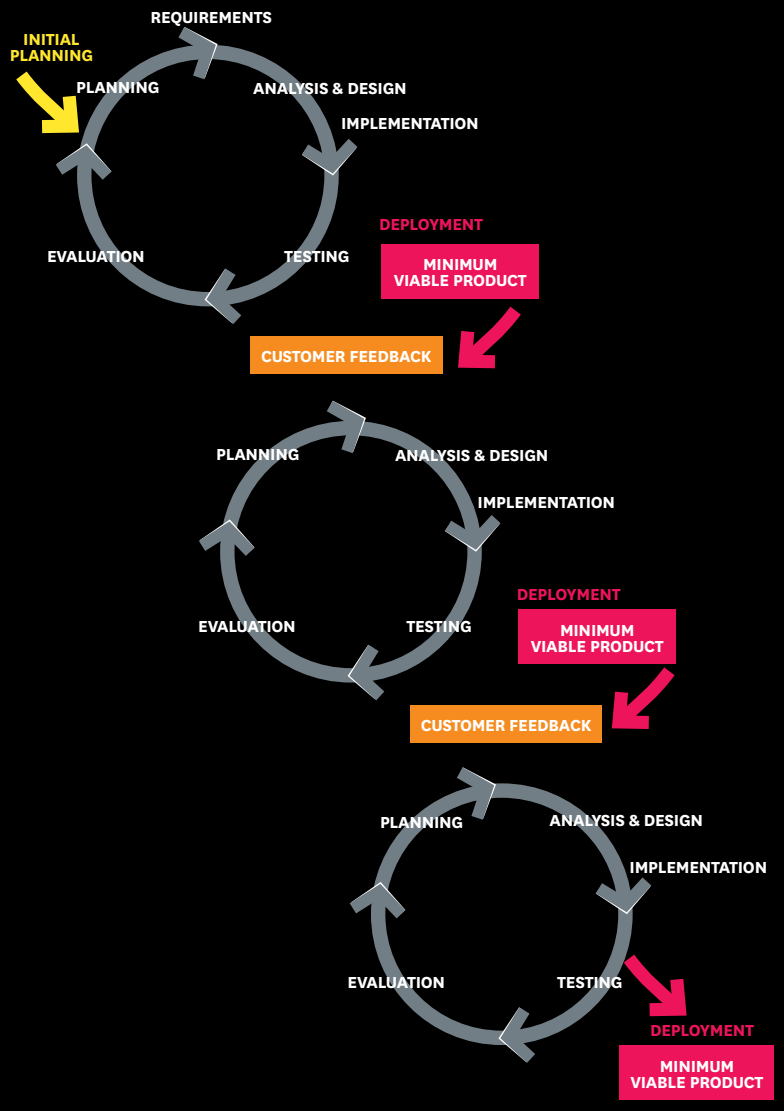 REQUIREMENTS
INITIAL
PLANNING
PLANNING
ANALYSIS & DESIGN
IMPLEMENTATION
DEPLOYMENT
MINIMUM
VIABLE PRODUCT
EVALUATION
TESTING
CUSTOMER FEEDBACK
PLANNING
ANALYSIS & DESIGN
IMPLEMENTATION
DEPLOYMENT
MINIMUM
VIABLE PRODUCT
EVALUATION
TESTING
CUSTOMER FEEDBACK
PLANNING
ANALYSIS & DESIGN
IMPLEMENTATION
EVALUATION
TESTING
DEPLOYMENT
MINIMUM
VIABLE PRODUCT